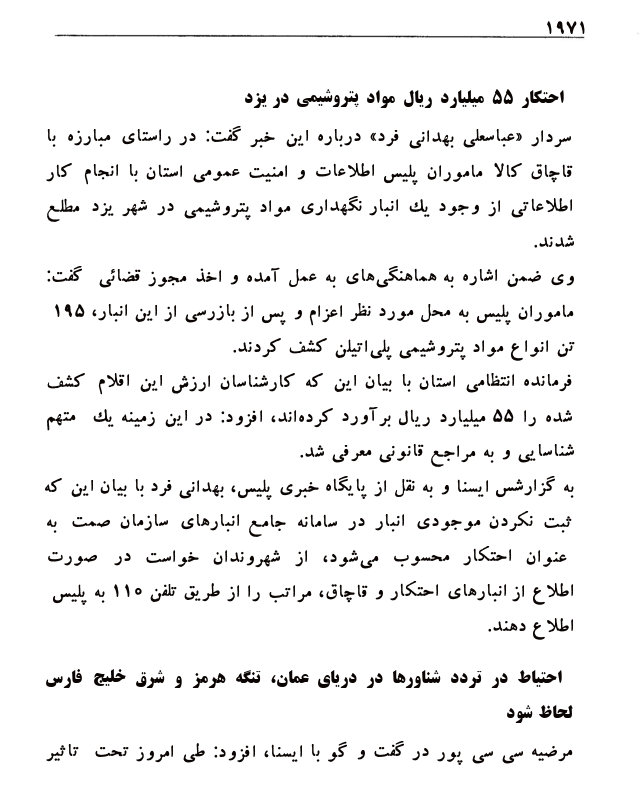 ۱۹۷۱
احتکار ۵۵ میلیارد ریال مواد پتروشیمی در یزد
سردار «عباسعلی بهدانی فرد» درباره این خبر گفت: در راستای مبارزه با
قاچاق کالا ماموران پلیس اطلاعات و امنیت عمومی استان با انجام کار
اطلاعاتی از وجود یك انبار نگهداری مواد پتروشیمی در شهر یزد مطلع
شدند.
وی ضمن اشاره به هماهنگی‌های به عمل آمده و اخذ مجوز قضائی گفت:
ماموران پلیس به محل مورد نظر اعزام و پس از بازرسی از این انبار، ۱۹۵
تن انواع مواد پتروشیمی پلی‌اتیلن کشف کردند.
فرمانده انتظامی استان با بیان این که کارشناسان ارزش این اقلام کشف
شده را ۵۵ میلیارد ریال برآورد کرده‌اند، افزود: در این زمینه یك متهم
شناسایی و به مراجع قانونی معرفی شد.
به گزارشس ایسنا و به نقل از پایگاه خبری پلیس، بهدانی فرد با بیان این که
ثبت نکردن موجودی انبار در سامانه جامع انبارهای سازمان صمت به
عنوان احتکار محسوب می‌شود، از شهروندان خواست در صورت
اطلاع از انبارهای احتکار و قاچاق، مراتب را از طریق تلفن ۱۱۰ به پلیس
اطلاع دهند.
احتیاط در تردد شناورها در دریای عمان، تنگه هرمز و شرق خلیج فارس
لحاظ شود
مرضیه سی سی پور در گفت و گو با ایسنا، افزود: طی امروز تحت تاثیر